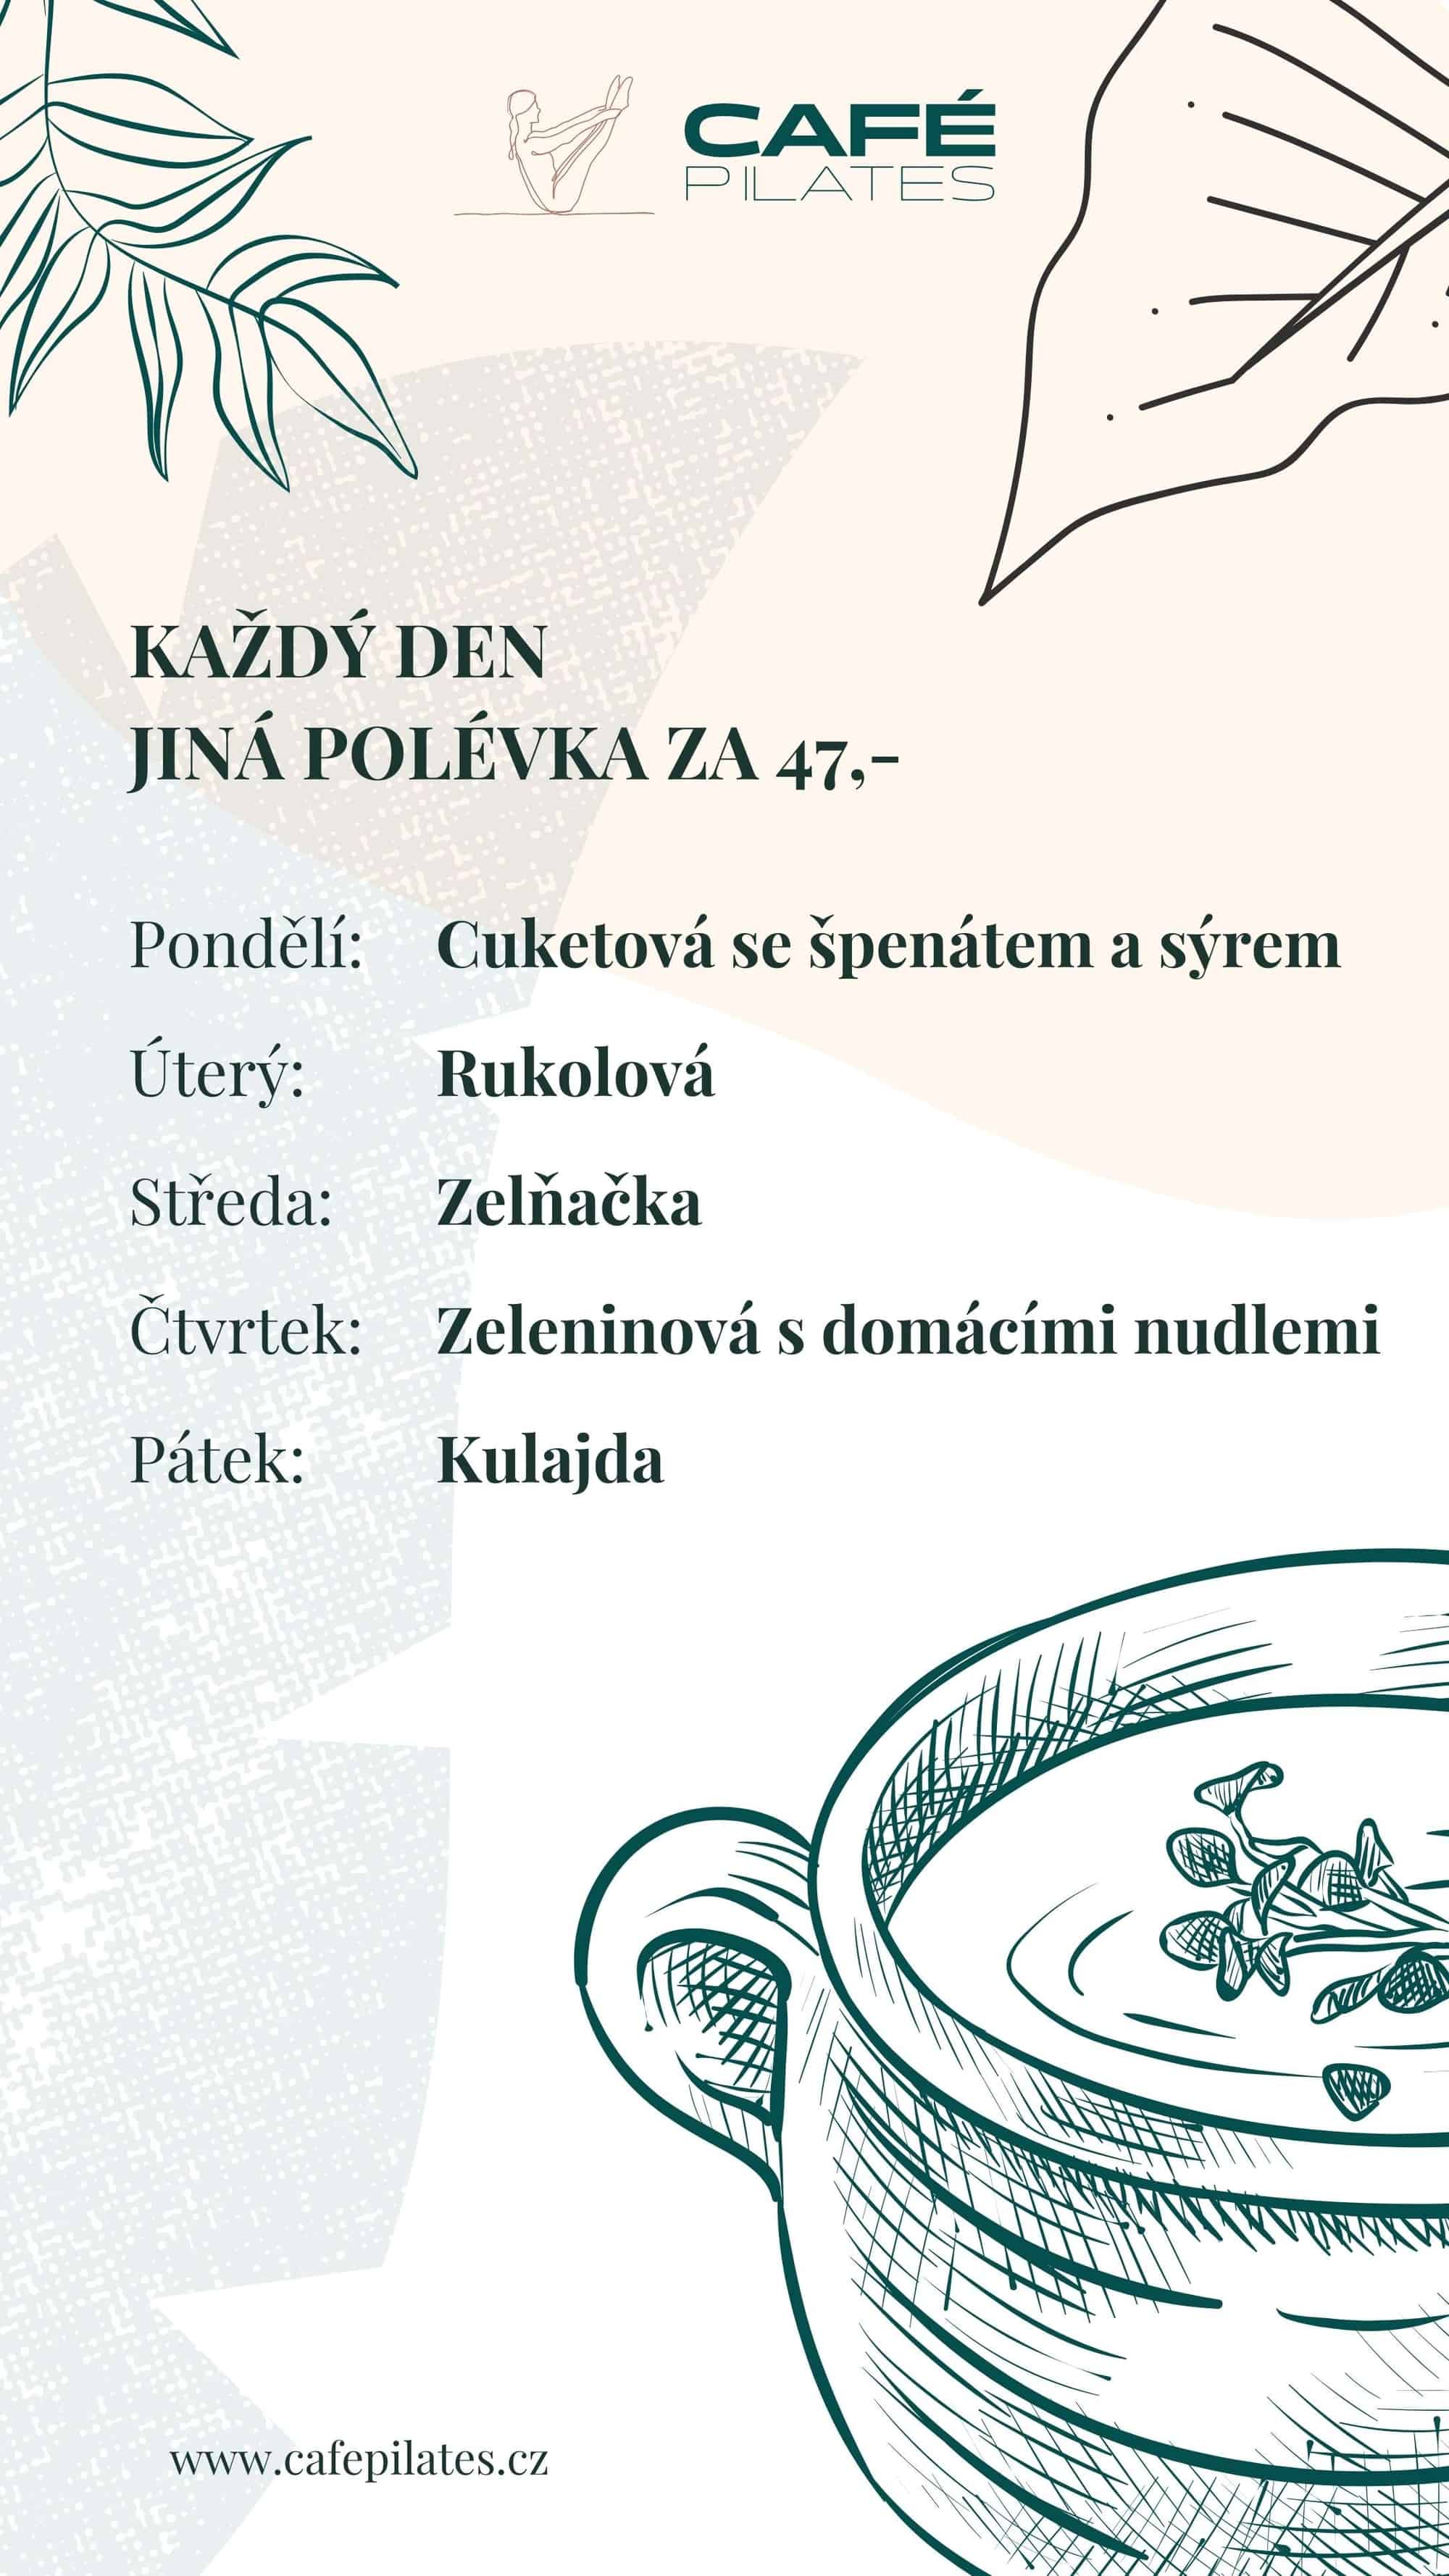 CAFÉ
PILATES
KAŽDÝ DEN
JINÁ POLÉVKA ZA 47,-
Pondělí: Cuketová se špenátem a sýrem
Úterý: Rukolová
Středa: Zelňačka
Čtvrtek: Zeleninová s domácími nudlemi
Pátek: Kulajda
www.cafepilates.cz